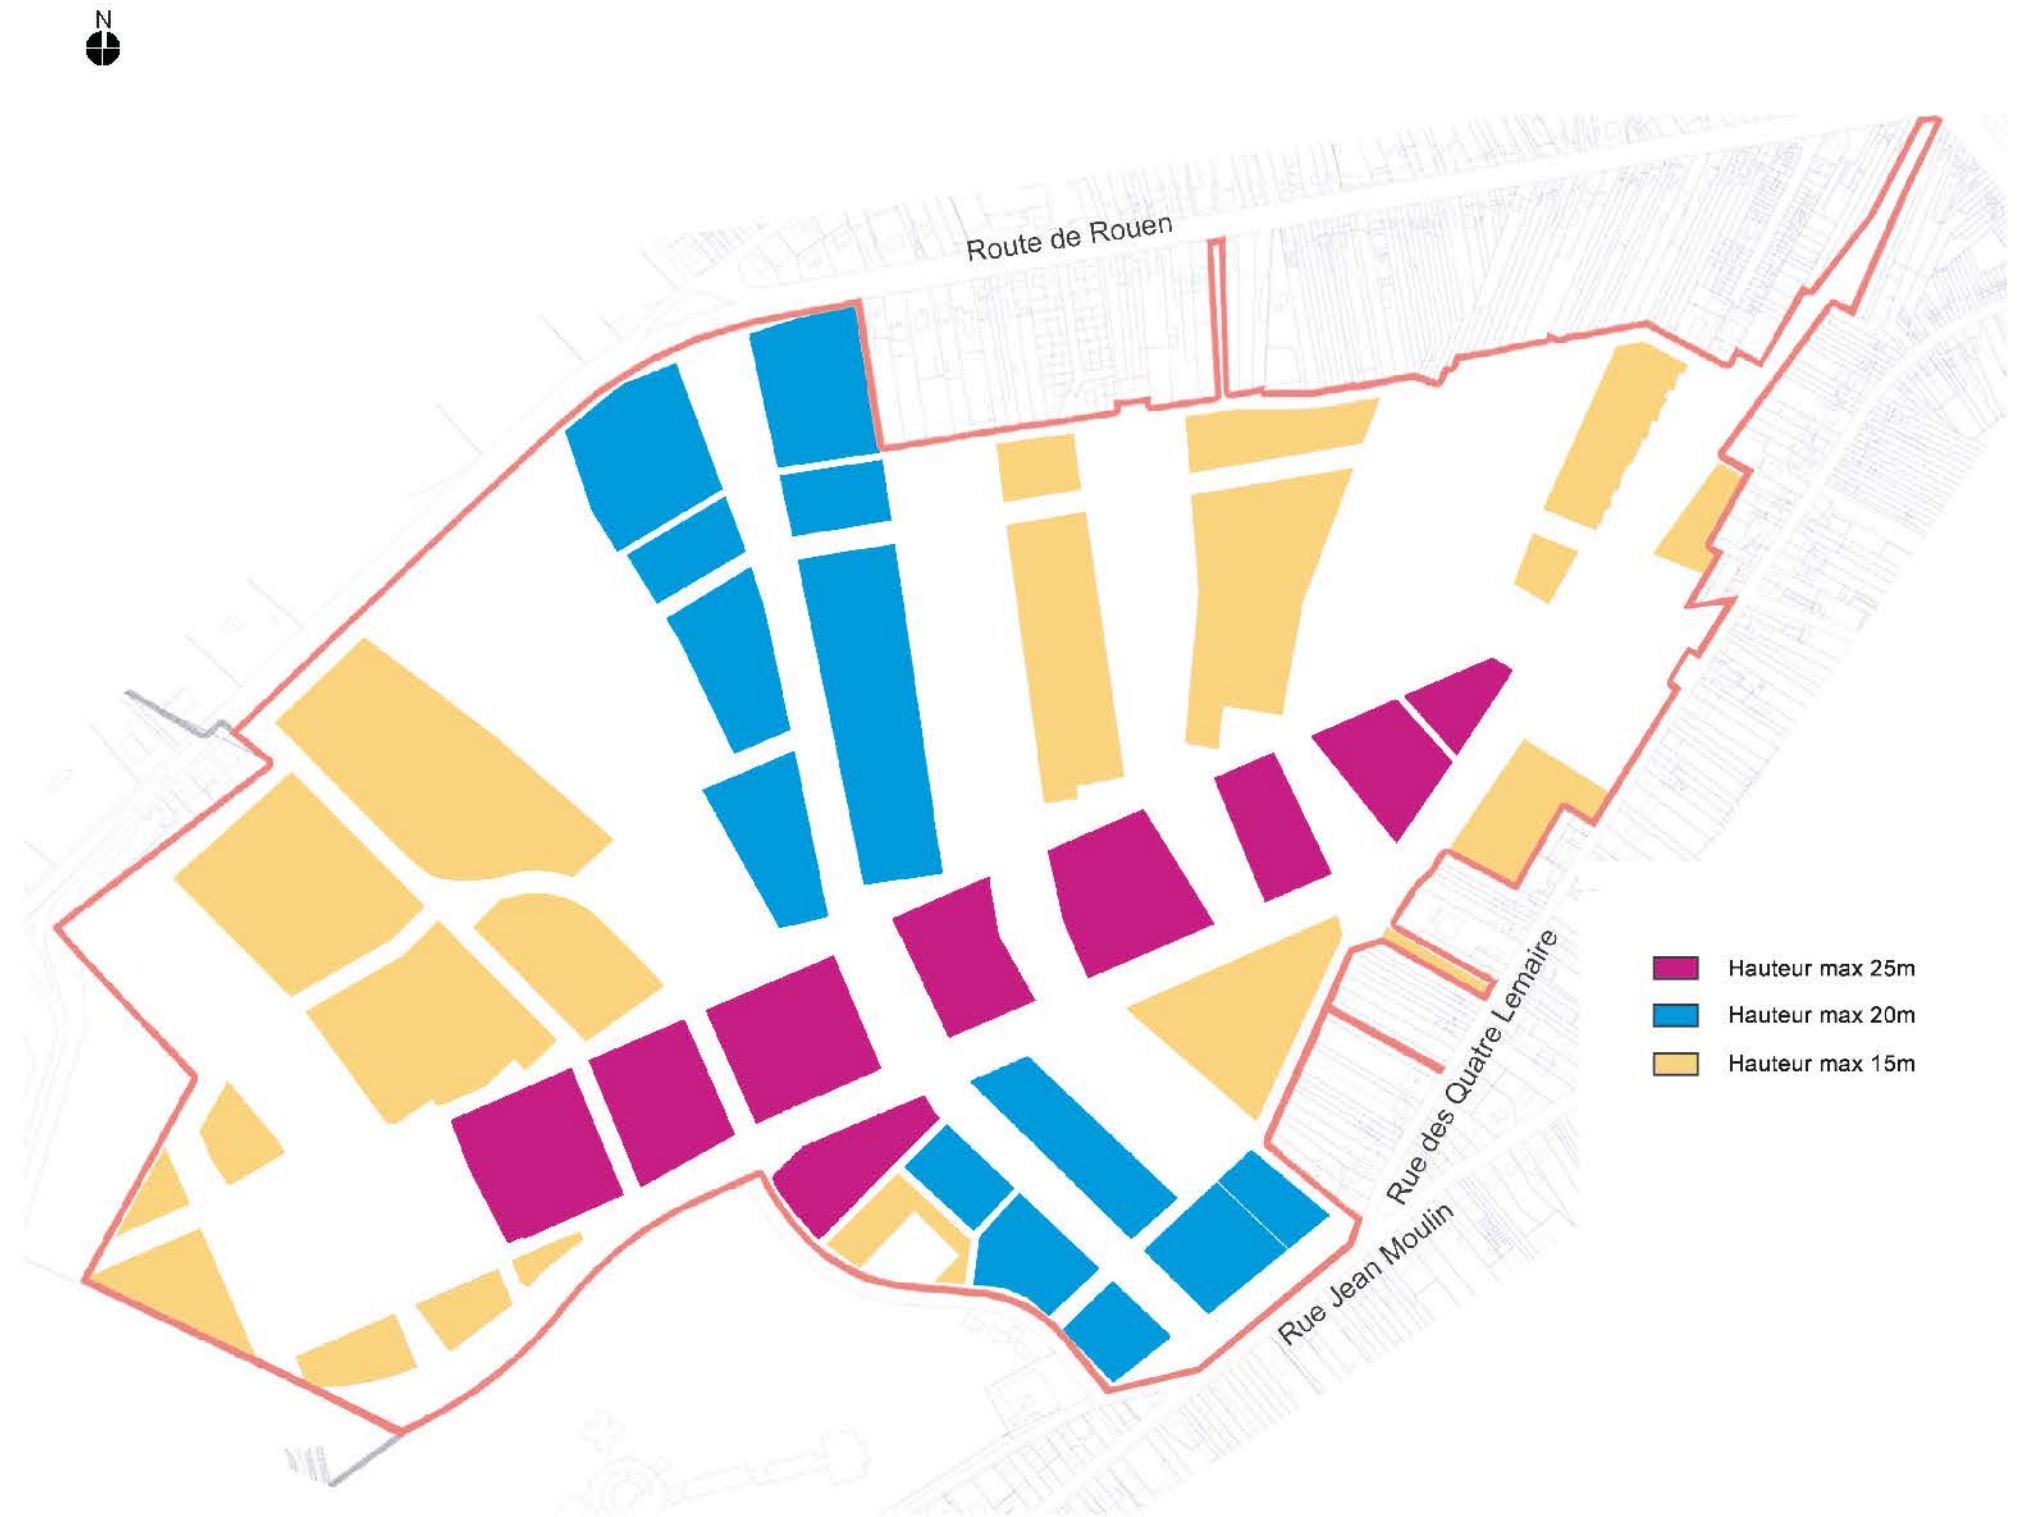 N
Route de Rouen
Rue des Quatre Lemaire
Rue Jean Moulin
Hauteur max 25m
Hauteur max 20m
Hauteur max 15m